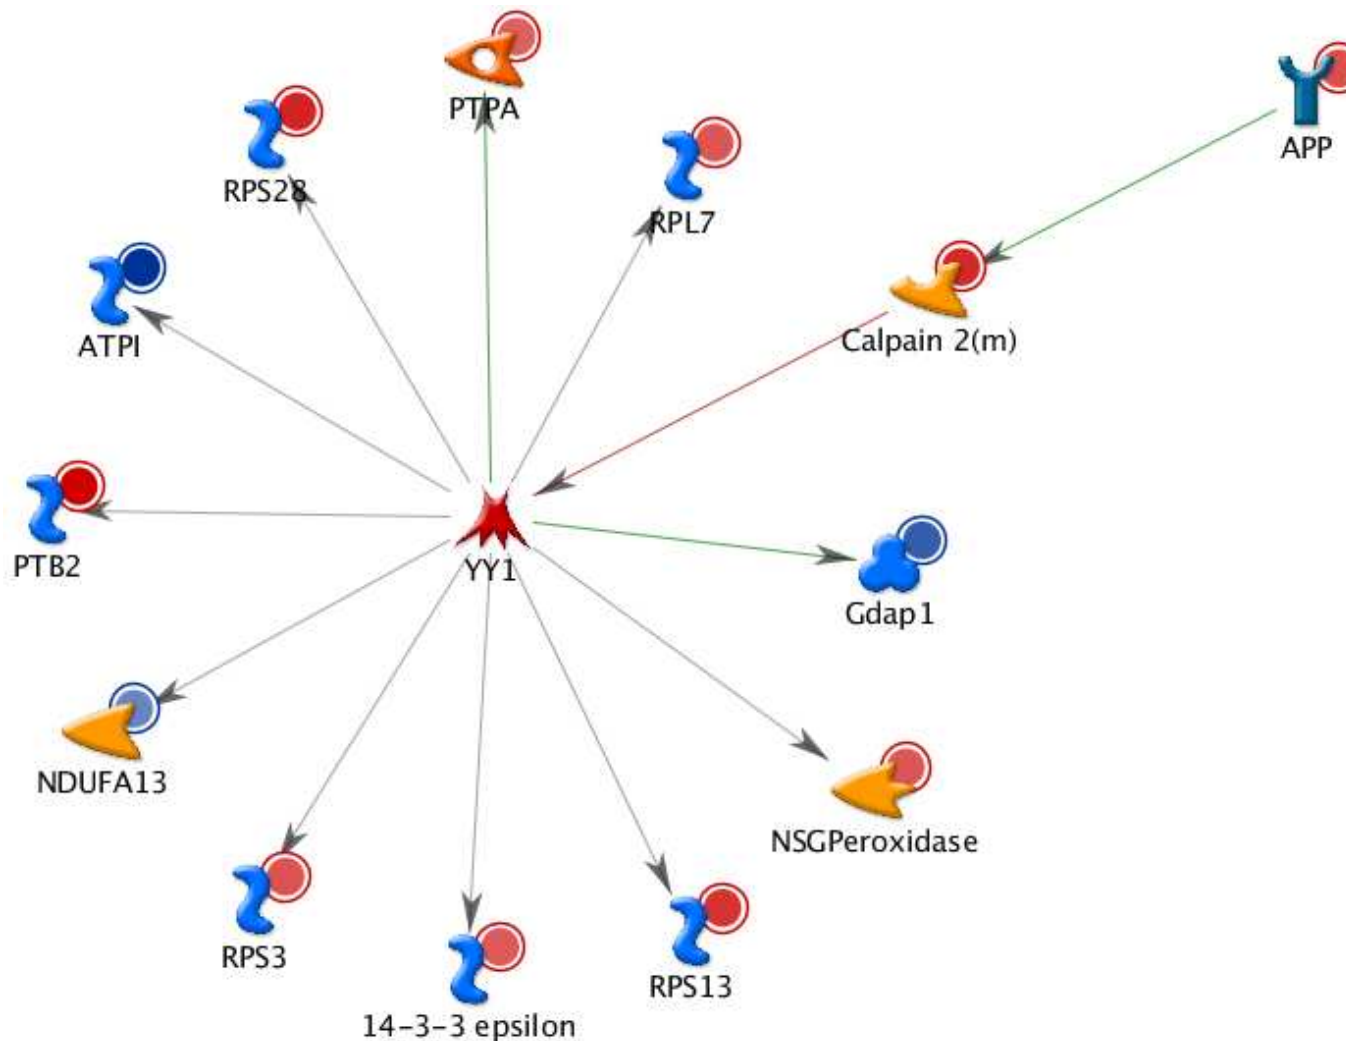 PTPA
APP
RPS28
RPL7
ATPI
Calpain 2(m)
PTB2
YY1
Gdap1
NDUFA13
NSGPeroxidase
RPS3
RPS13
14-3-3 epsilon